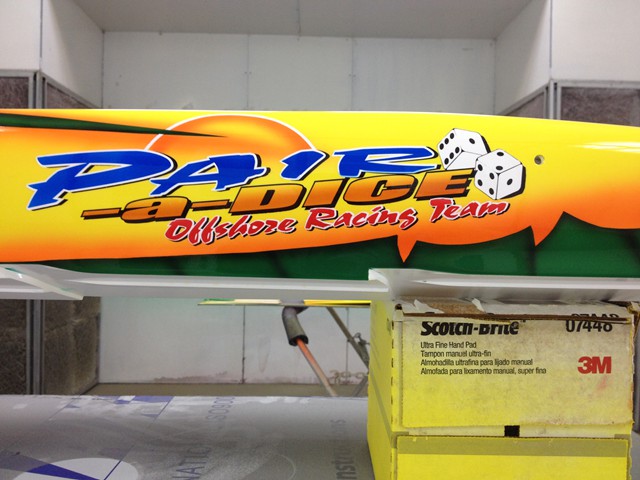 PAIR
-a-DICE
Offshore Racing Team
Scotch-Brite 07448
Ultra Fine Hand Pad
Tampon manuel ultra-fin
Almohadilla ultrafina para lijado manual
Almofada para lixamento manual, super fina
3M